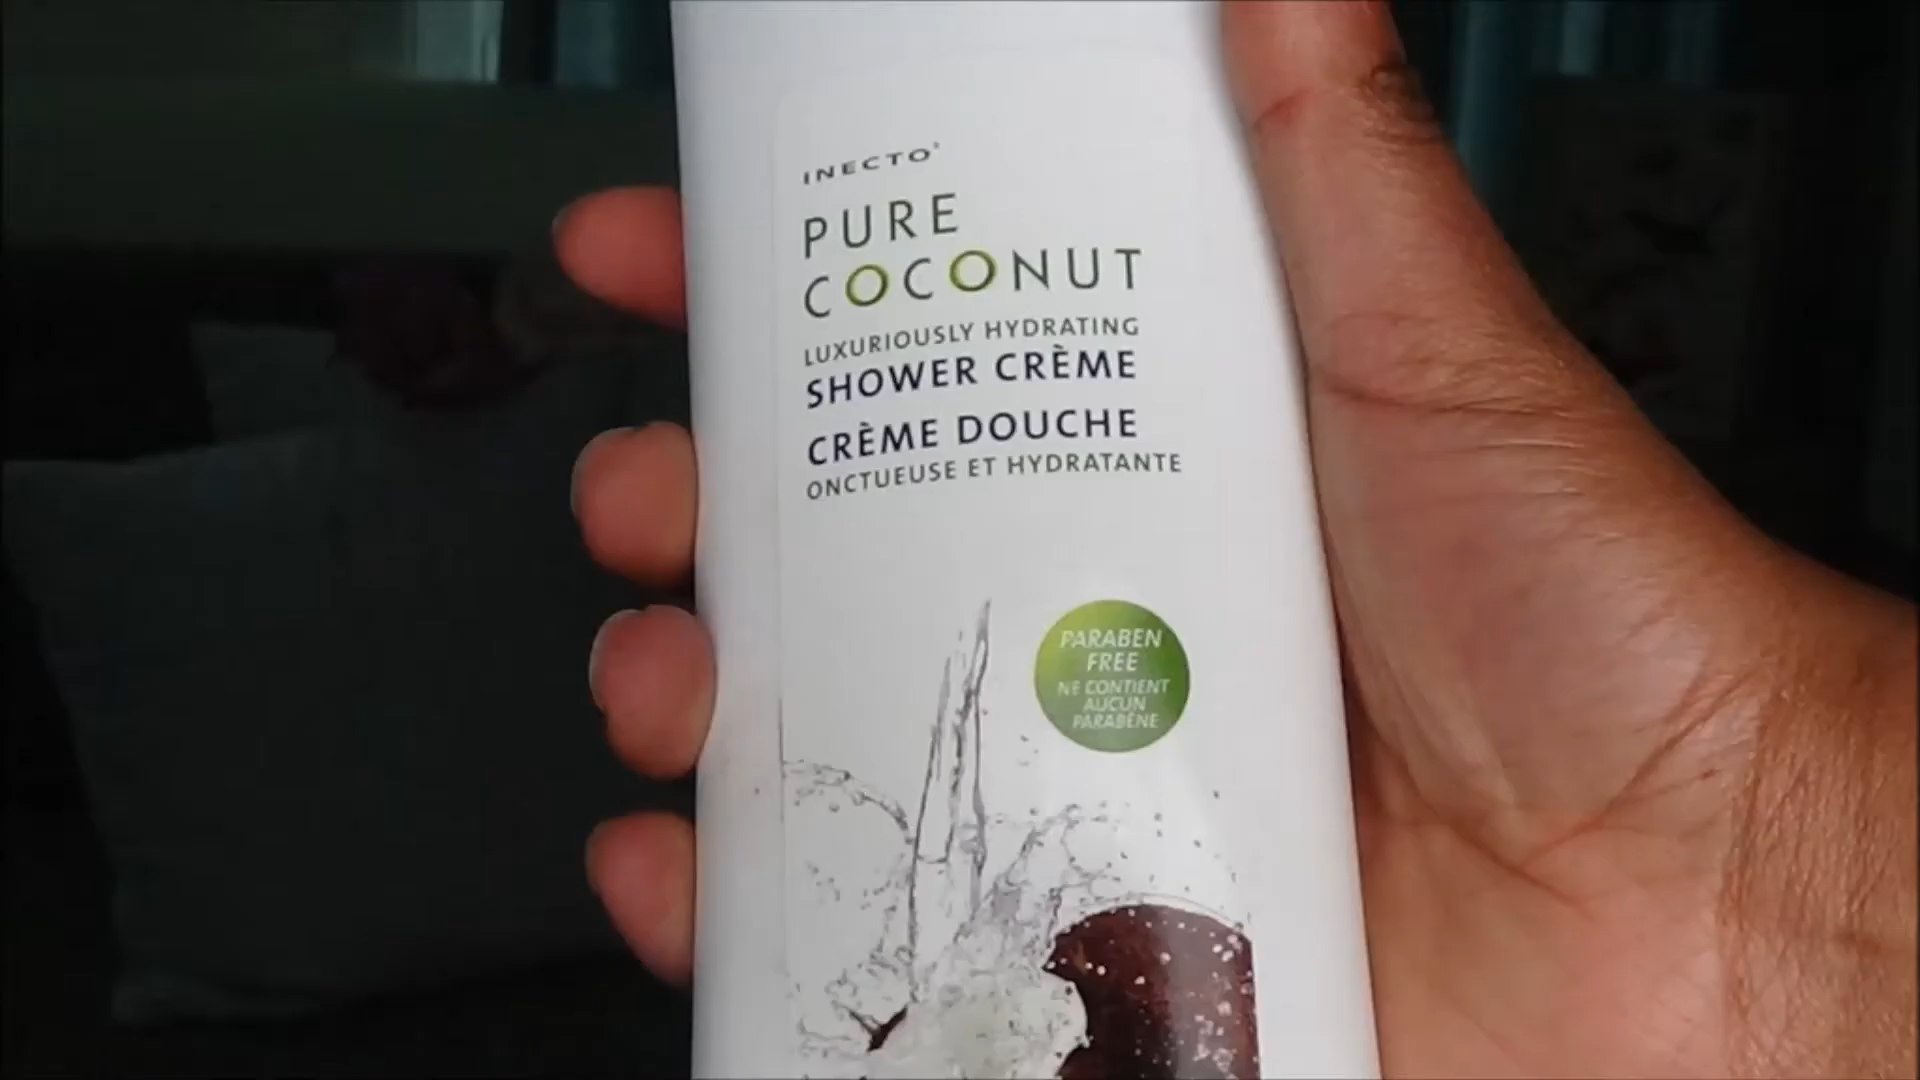 INECTO
PURE
COCONUT
LUXURIOUSLY HYDRATING
SHOWER CRÈME
CRÈME DOUCHE
ONCTUEUSE ET HYDRATANTE
PARABEN
FREE
NE CONTIENT
AUCUN
PARABÈNE